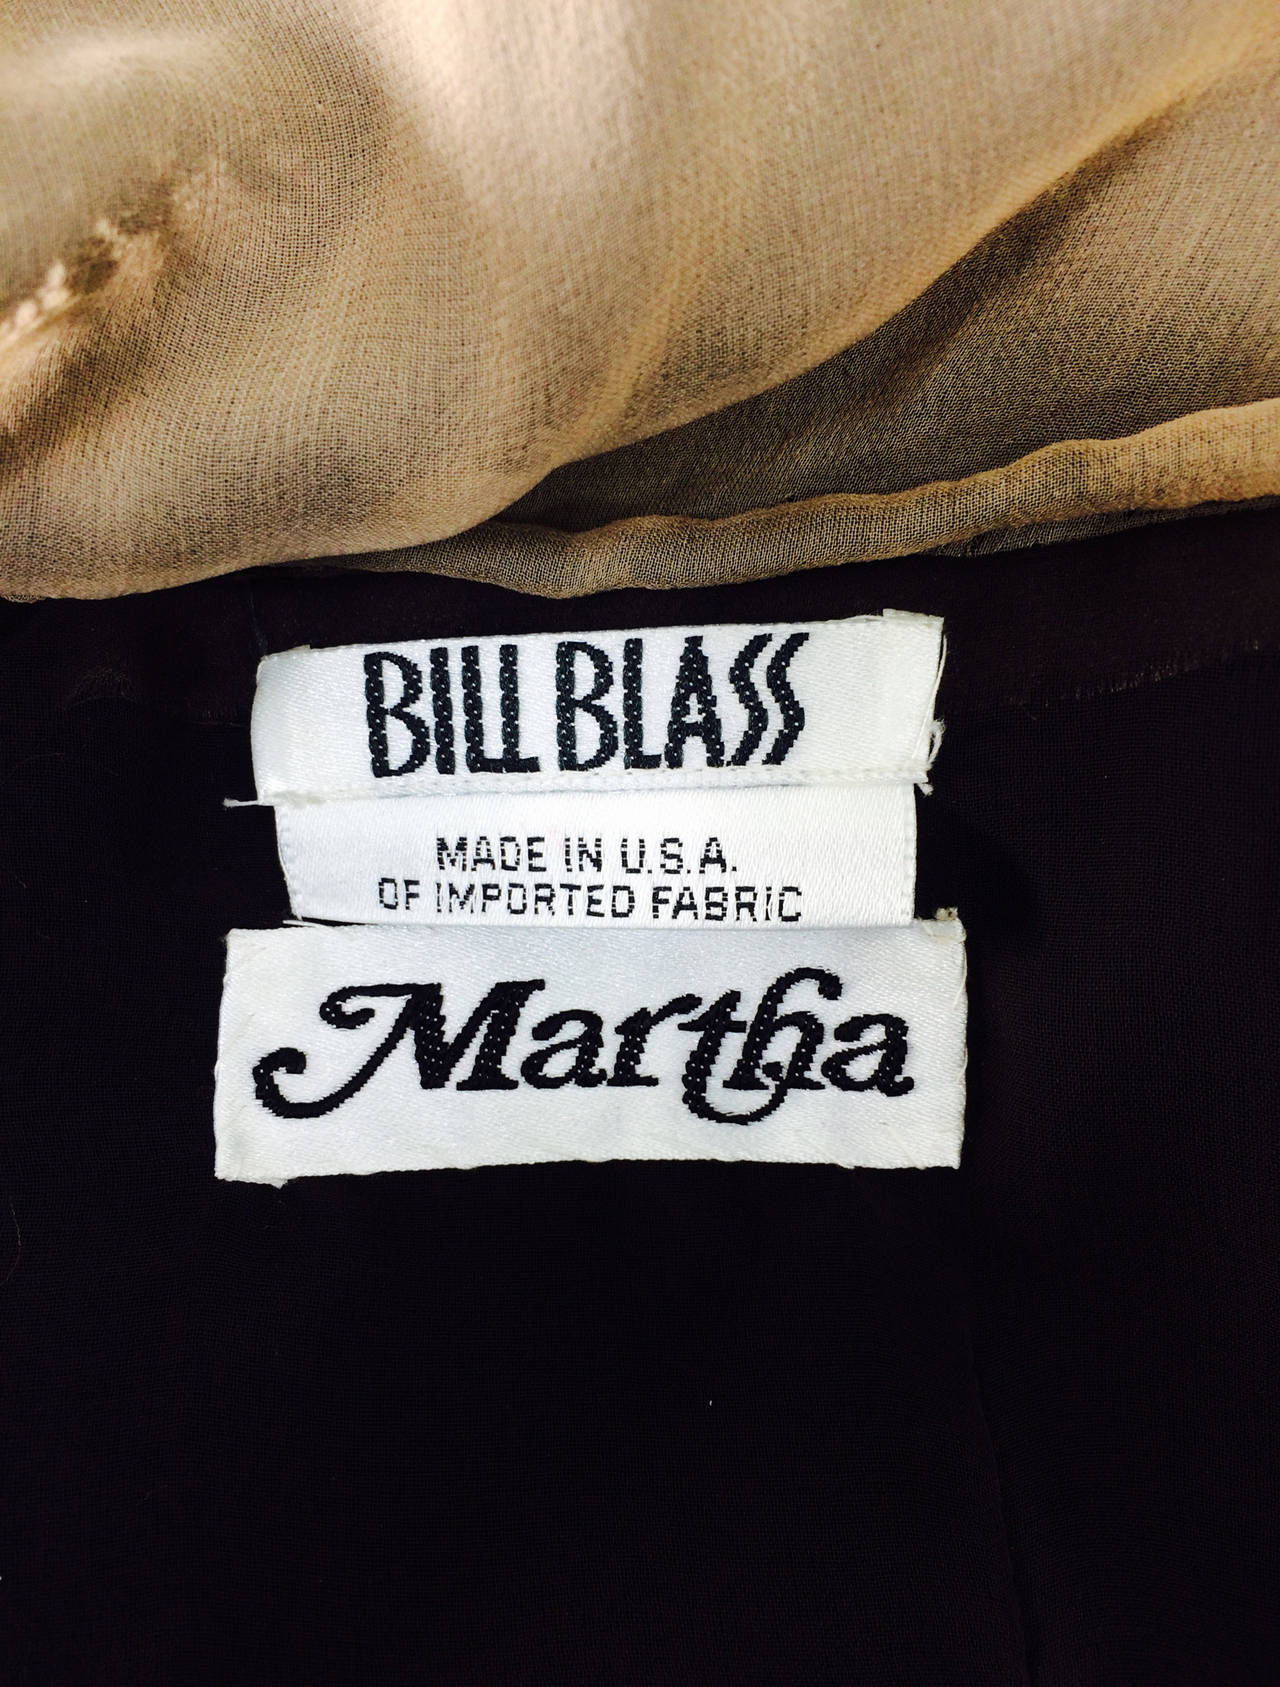 BILL BLASS
MADE IN U.S.A.
OF IMPORTED FABRIC
Martha